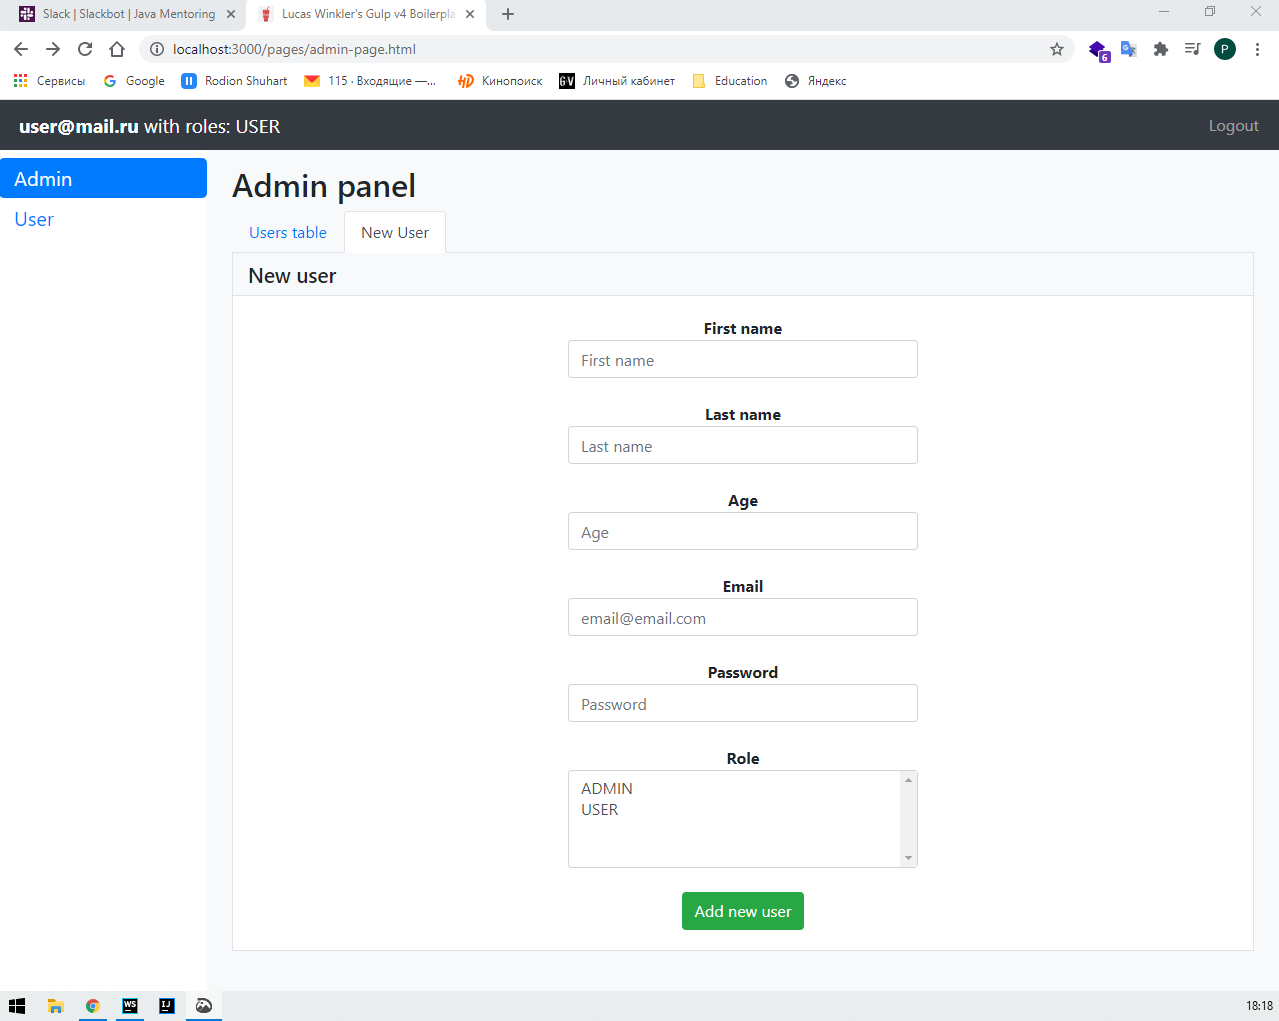 Slack | Slackbot | Java Mentoring
Lucas Winkler's Gulp v4 Boilerpla
localhost:3000/pages/admin-page.html
6
P
Сервисы
Google
Rodion Shuhart
115 · Входящие —...
Кинопоиск
Личный кабинет
Education
Яндекс
user@mail.ru with roles: USER
Logout
Admin
User
Admin panel
Users table
New User
New user
First name
First name
Last name
Last name
Age
Age
Email
email@email.com
Password
Password
Role
ADMIN
USER
Add new user
WS
IJ
18:18